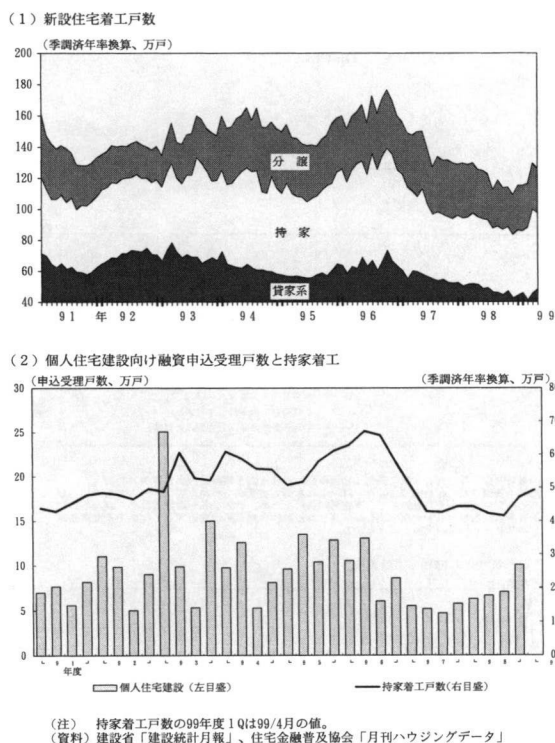 (1)新設住宅着工戸数
(季調済年率換算、万戸)
200
180
160
140
120
100
80
60
40
分 譲
持 家
貸家系
91 年 92 93 94 95 96 97 98 99
(2)個人住宅建設向け融資申込受理戸数と持家着工
(申込受理戸数、万戸) (季調済年率換算、万戸)
30
25
20
15
10
5
0
年度
個人住宅建設(左目盛) 持家着工戸数(右目盛)
(注) 持家着工戸数の99年度1Qは99/4月の値。
(資料)建設省「建設統計月報」、住宅金融普及協会「月刊ハウジングデータ」